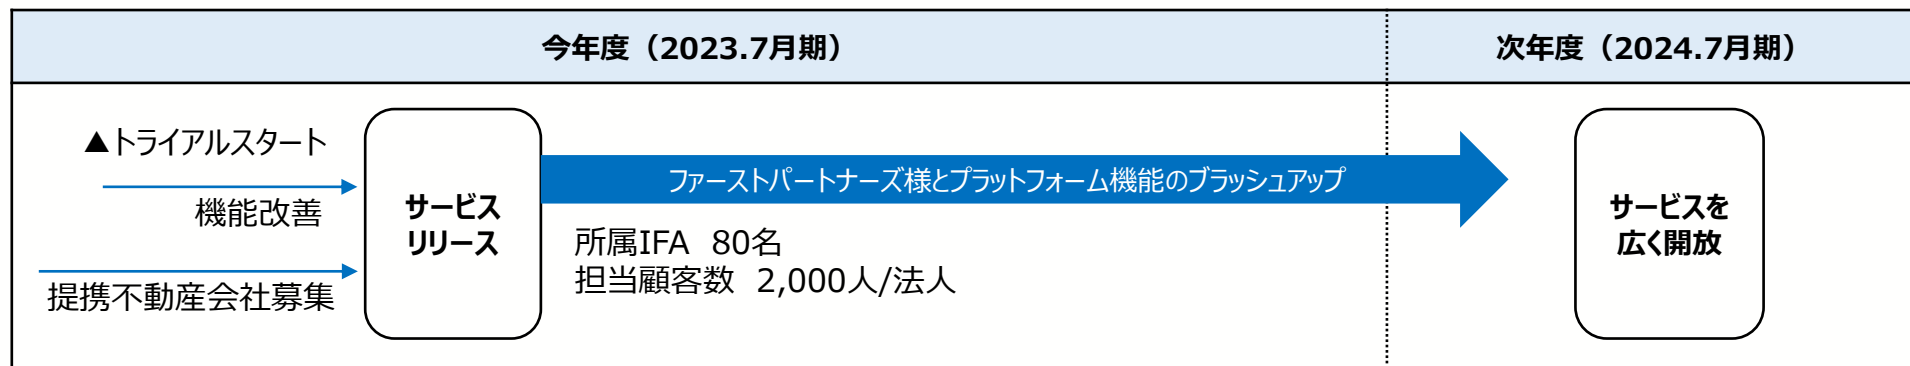 今年度（2023.7月期）
次年度（2024.7月期）
▲トライアルスタート
機能改善
提携不動産会社募集
サービス
リリース
ファーストパートナーズ様とプラットフォーム機能のブラッシュアップ
所属IFA 80名
担当顧客数 2,000人/法人
サービスを
広く開放